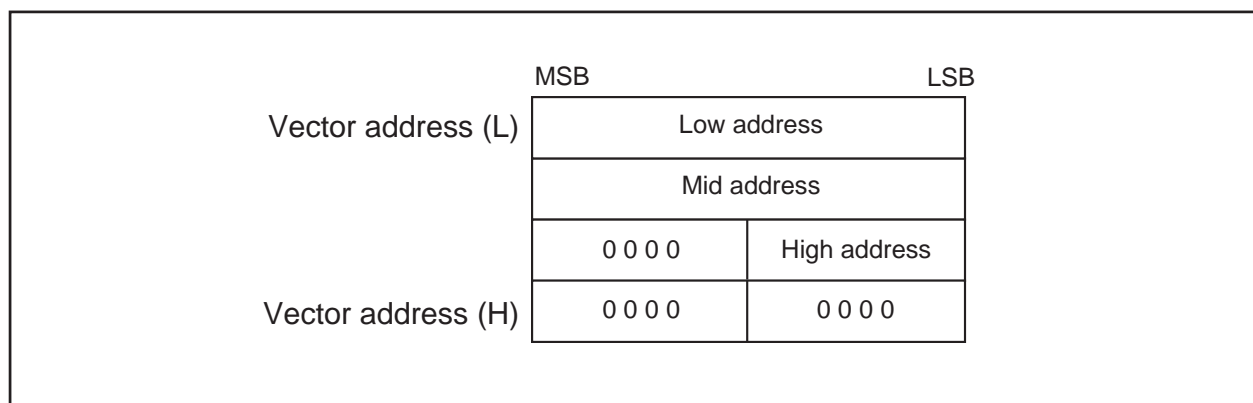 MSB LSB
Vector address (L) Low address
Mid address
0 0 0 0 High address
Vector address (H) 0 0 0 0 0 0 0 0